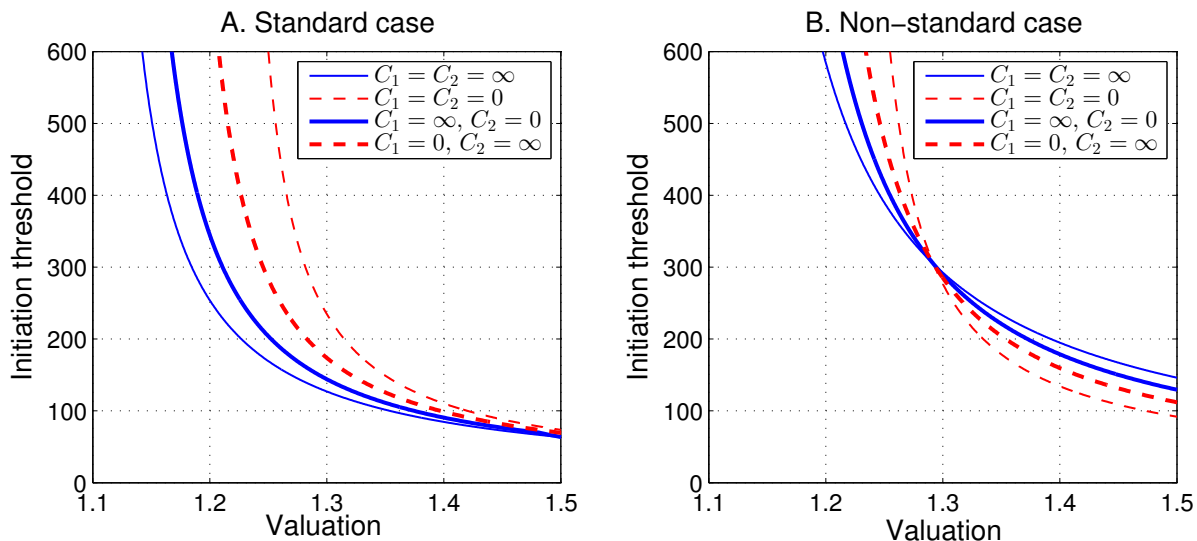 A. Standard case
600
500
400
300
200
100
0
Initiation threshold
1.1
1.2
1.3
1.4
1.5
Valuation
C₁ = C₂ = ∞
C₁ = C₂ = 0
C₁ = ∞, C₂ = 0
C₁ = 0, C₂ = ∞
B. Non−standard case
600
500
400
300
200
100
0
Initiation threshold
1.1
1.2
1.3
1.4
1.5
Valuation
C₁ = C₂ = ∞
C₁ = C₂ = 0
C₁ = ∞, C₂ = 0
C₁ = 0, C₂ = ∞